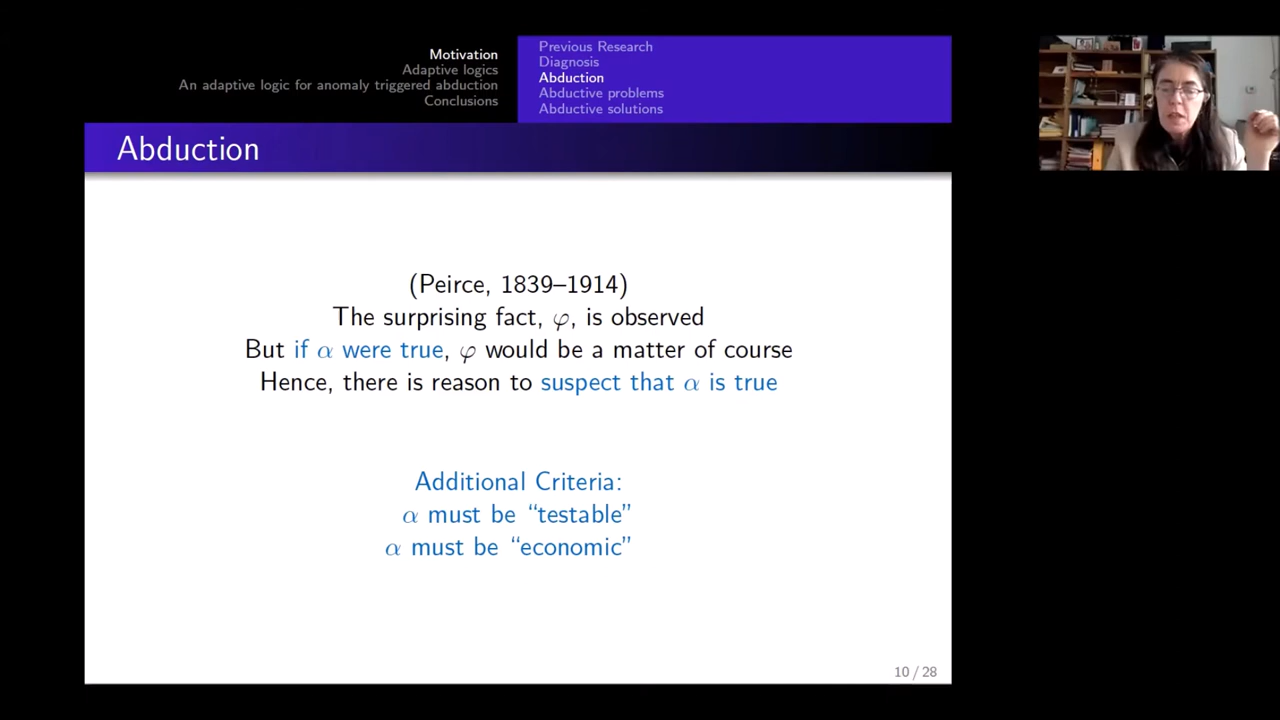 Motivation
Adaptive logics
An adaptive logic for anomaly triggered abduction
Conclusions
Previous Research
Diagnosis
Abduction
Abductive problems
Abductive solutions
Abduction
(Peirce, 1839–1914)
The surprising fact, φ, is observed
But if α were true, φ would be a matter of course
Hence, there is reason to suspect that α is true
Additional Criteria:
α must be “testable”
α must be “economic”
10 / 28